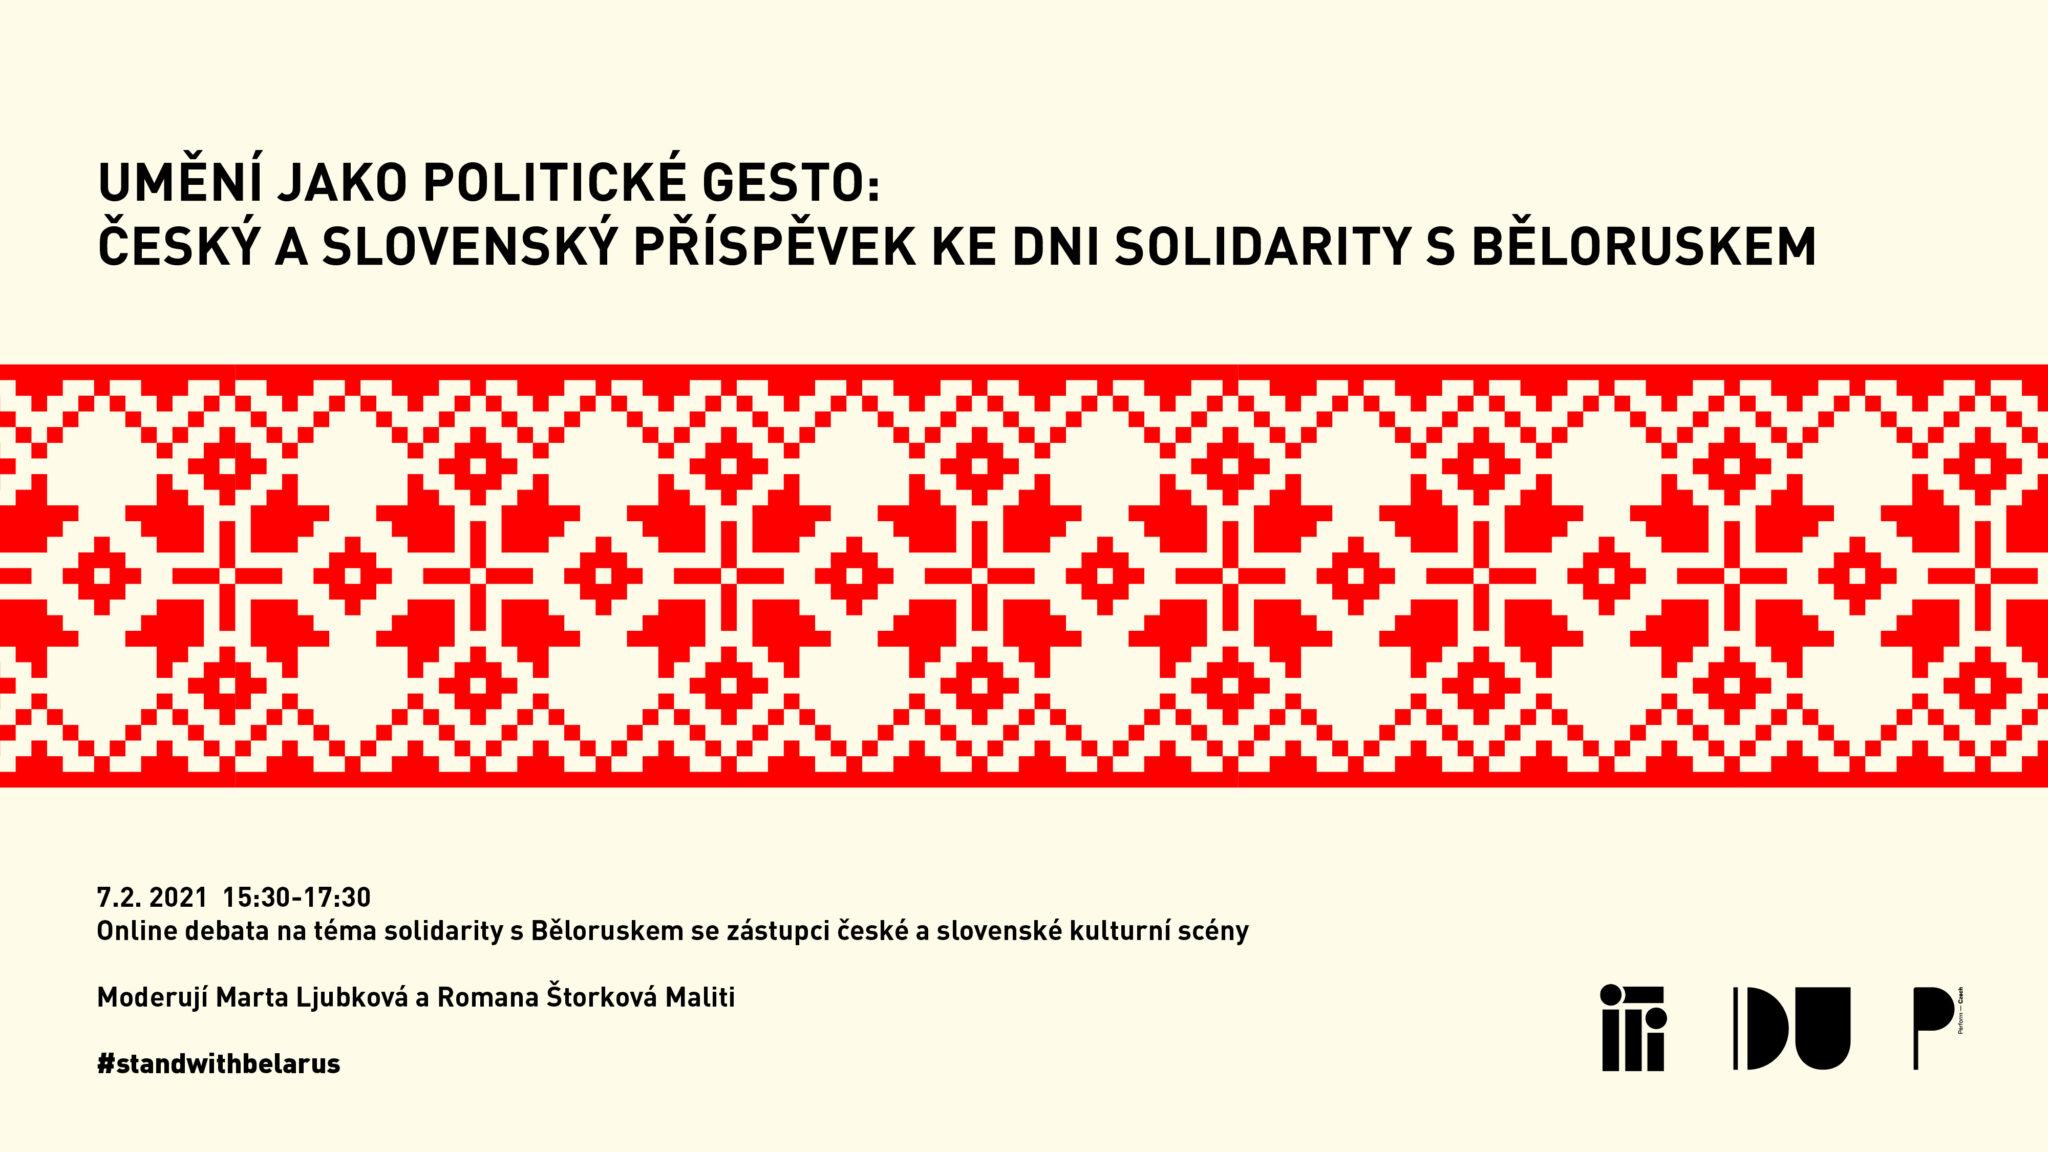 UMĚNÍ JAKO POLITICKÉ GESTO:
ČESKÝ A SLOVENSKÝ PŘÍSPĚVEK KE DNI SOLIDARITY S BĚLORUSKEM
7.2. 2021 15:30-17:30
Online debata na téma solidarity s Běloruskem se zástupci české a slovenské kulturní scény
Moderují Marta Ljubková a Romana Štorková Maliti
#standwithbelarus
iTi
IDU
P
Perform — Czech